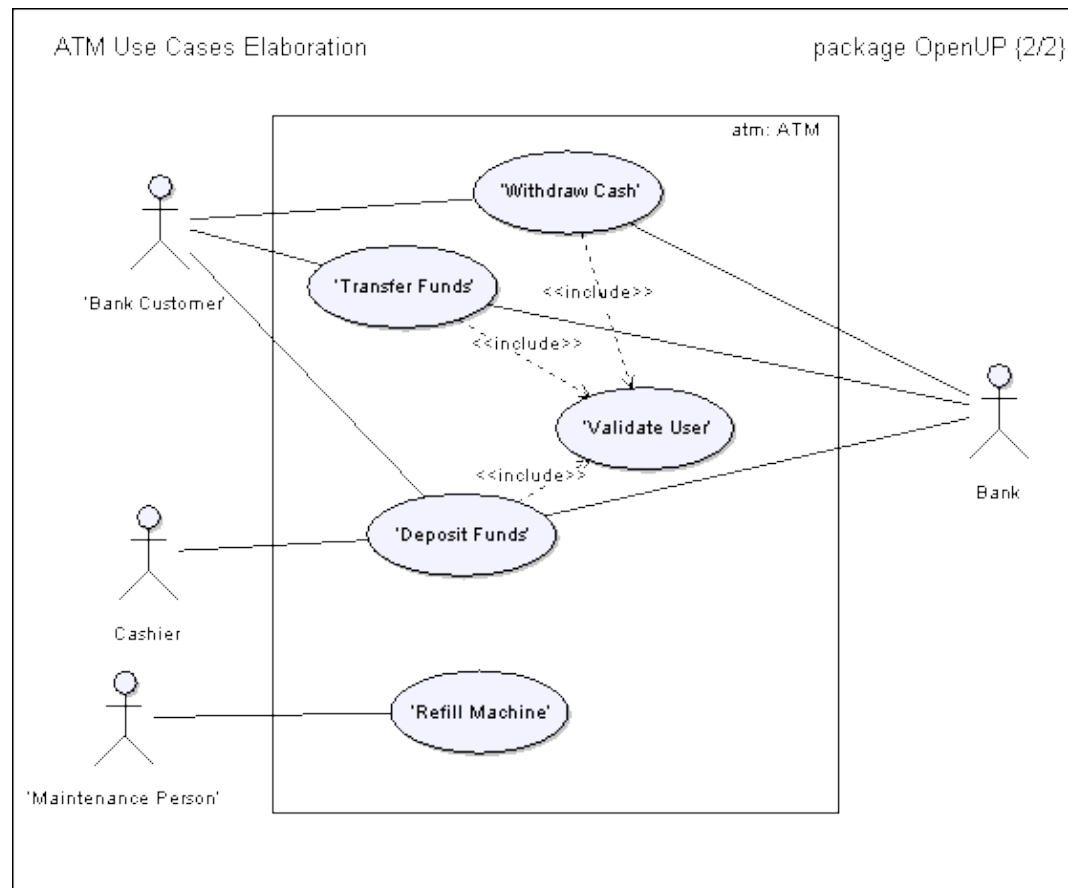 ATM Use Cases Elaboration
package OpenUP {2/2}
atm: ATM
'Withdraw Cash'
'Transfer Funds'
<<include>>
'Bank Customer'
<<include>>
'Validate User'
<<include>>
Bank
'Deposit Funds'
Cashier
'Refill Machine'
'Maintenance Person'